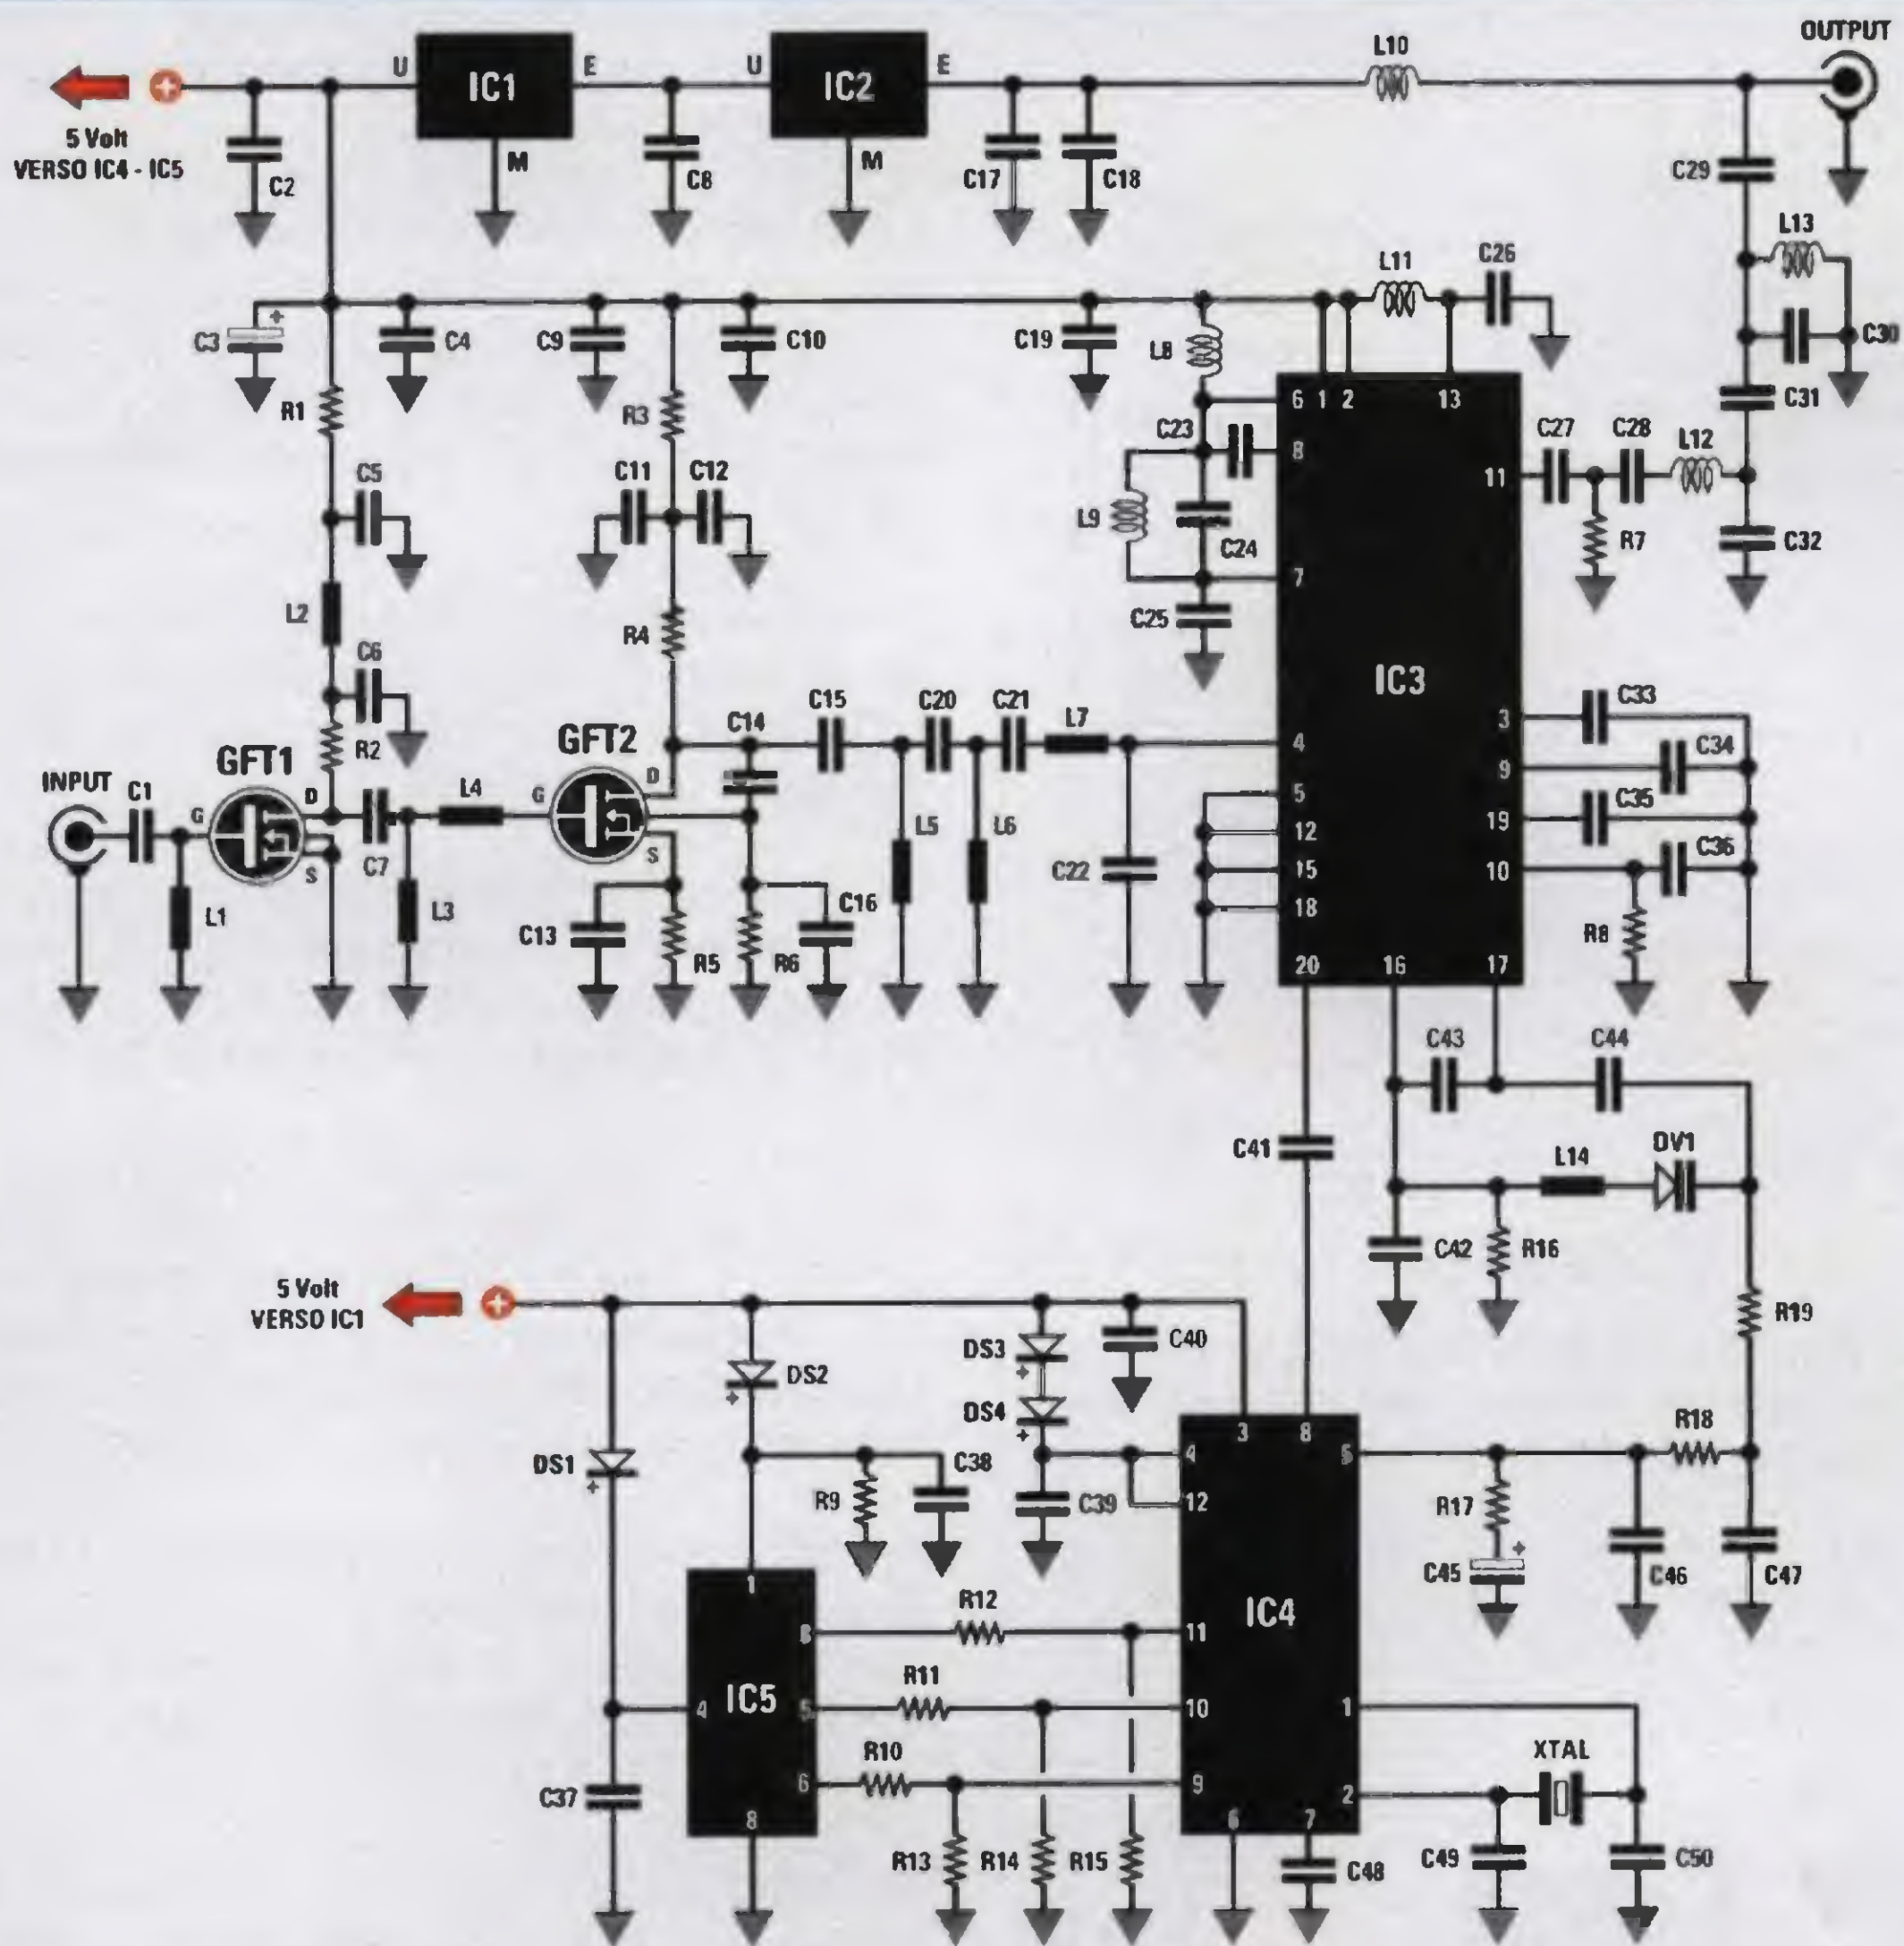 OUTPUT
L10
U IC1 E U IC2 E
5 Volt
VERSO IC4 - IC5
C2 M C8 M C17 C18 C29
L13
L11 C26
C3 + C4 C9 C10 C19 L8 C30
R1 R3 6 1 2 13 C31
C23 8 C27 C28 L12
C5 C11 C12 11
L9 C24 R7 C32
7
L2 R4 C25
C6
IC3
C15 C20 C21 L7 C33
C14 3
R2 GFT2 4 C34
GFT1 D 9
INPUT C1 L4 G 5 C35
G D 19
S C7 S L5 L6 12 C36
C22 15 10
L1 L3 C13 C16 18 R8
R5 R6 20 16 17
C43 C44
C41 L14 DV1
C42 R16
5 Volt
VERSO IC1
R19
DS3 + C40
DS2 +
DS4 + R18
3 8
DS1 + C38 4 5
R9 C39 12 R17
+
C45 C46 C47
1
R12 IC4
3 11
R11
4 IC5 5 10 1
R10 XTAL
C37 6 9 2
8 6 7
R13 R14 R15 C48 C49 C50